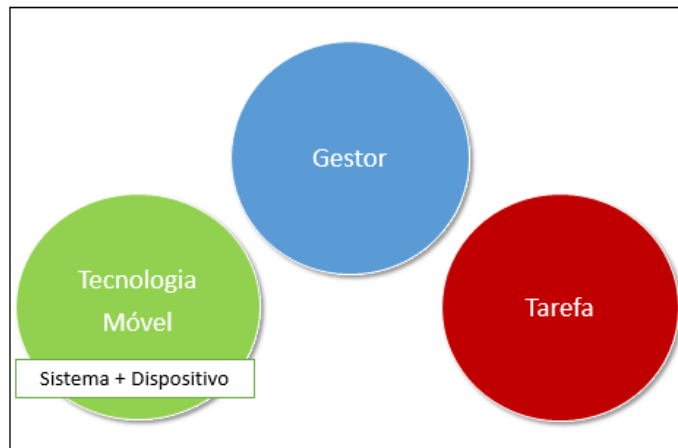 Gestor
Tecnologia
Móvel
Sistema + Dispositivo
Tarefa